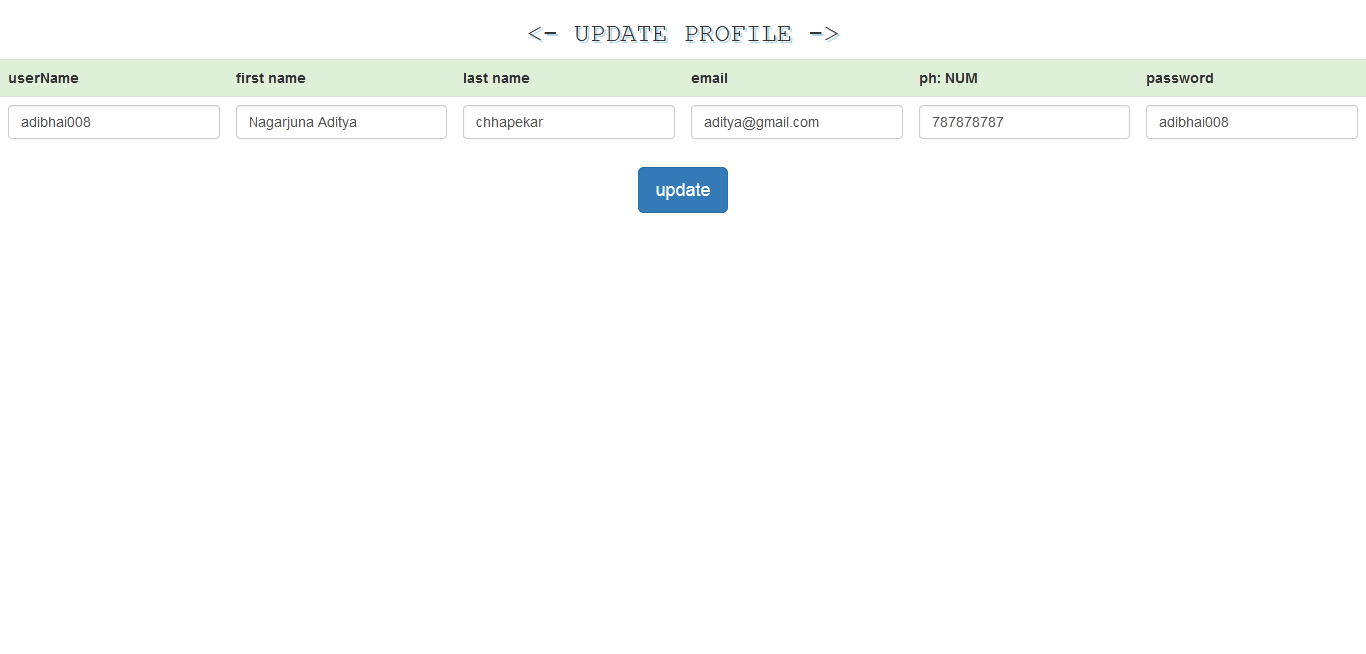 <- UPDATE PROFILE ->
userName first name last name email ph: NUM password
adibhai008 Nagarjuna Aditya chhapekar aditya@gmail.com 787878787 adibhai008
update